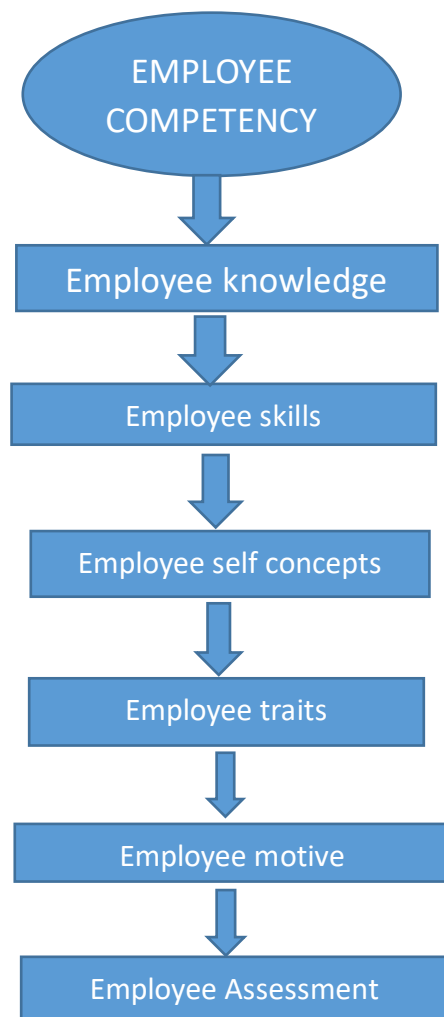 EMPLOYEE
COMPETENCY
Employee knowledge
Employee skills
Employee self concepts
Employee traits
Employee motive
Employee Assessment